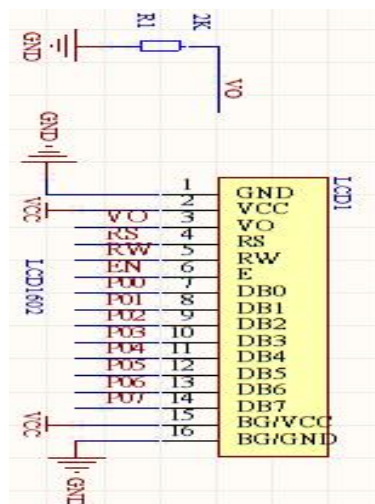 R1
2K
GND
VO
GND
1 GND
VCC
2 VCC
VO 3 VO
RS 4 RS
RW 5 RW
EN 6 E
P00 7 DB0
P01 8 DB1
P02 9 DB2
P03 10 DB3
P04 11 DB4
P05 12 DB5
P06 13 DB6
P07 14 DB7
VCC
15 BG/VCC
16 BG/GND
GND
LCD1
LCD1602